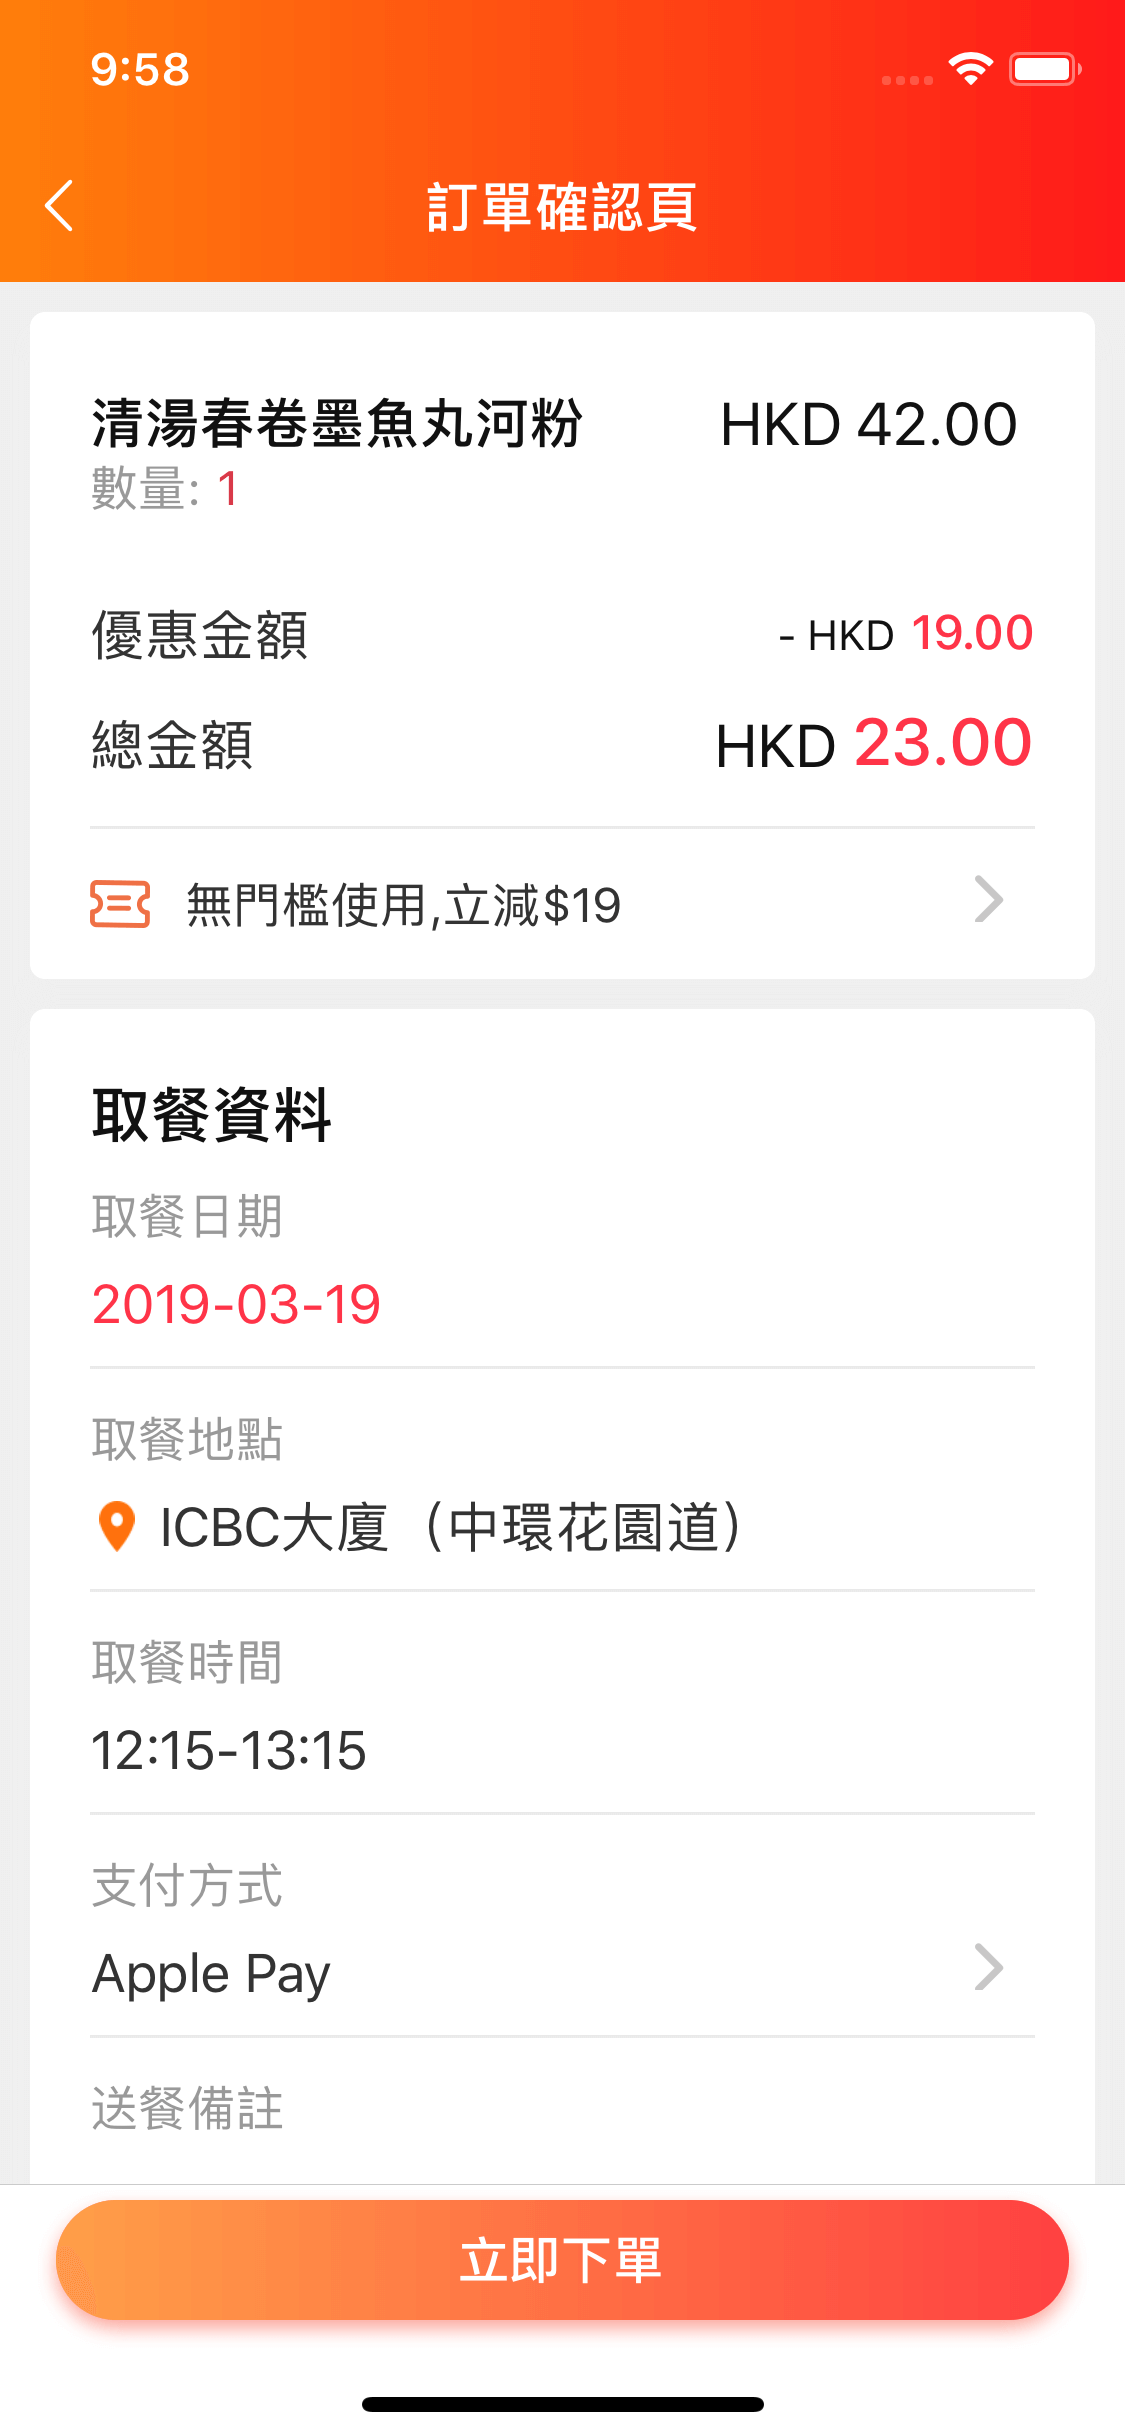 9:58
訂單確認頁
清湯春卷墨魚丸河粉 HKD 42.00
數量: 1
優惠金額 - HKD 19.00
總金額 HKD 23.00
無門檻使用,立減$19
取餐資料
取餐日期
2019-03-19
取餐地點
ICBC大廈（中環花園道）
取餐時間
12:15-13:15
支付方式
Apple Pay
送餐備註
立即下單